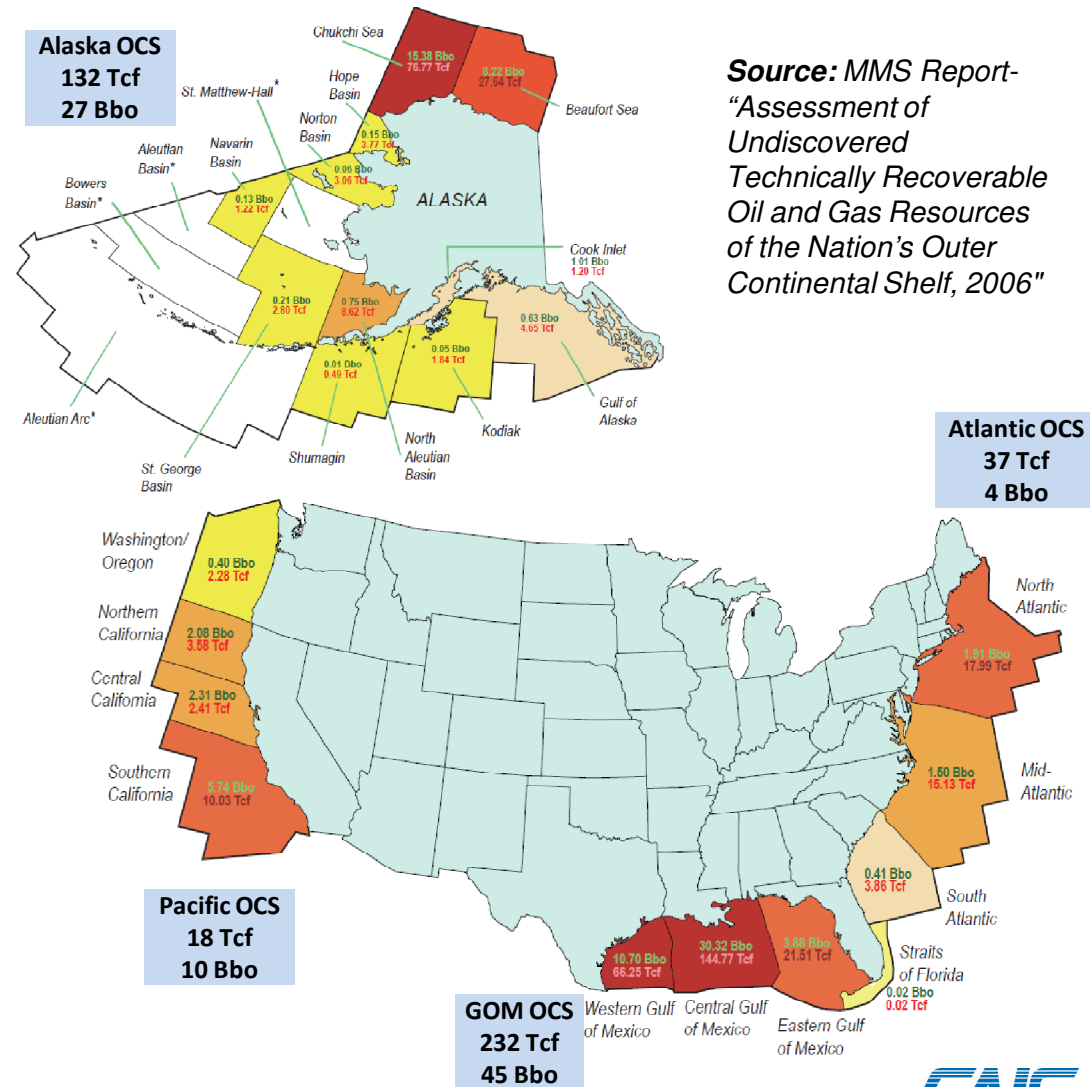 Alaska OCS
132 Tcf
27 Bbo
Chukchi Sea
15.38 Bbo
76.77 Tcf
8.22 Bbo
27.64 Tcf
Beaufort Sea
St. Matthew-Hall*
Hope
Basin
0.15 Bbo
3.77 Tcf
Norton
Basin
0.06 Bbo
3.06 Tcf
Aleutian
Basin*
Navarin
Basin
0.13 Bbo
1.22 Tcf
Bowers
Basin*
ALASKA
Cook Inlet
1.01 Bbo
1.20 Tcf
0.21 Bbo
2.80 Tcf
0.75 Bbo
8.62 Tcf
0.63 Bbo
4.65 Tcf
0.05 Bbo
1.84 Tcf
0.01 Bbo
0.49 Tcf
Aleutian Arc*
St. George
Basin
Shumagin
North
Aleutian
Basin
Kodiak
Gulf of
Alaska
Source: MMS Report-
“Assessment of
Undiscovered
Technically Recoverable
Oil and Gas Resources
of the Nation’s Outer
Continental Shelf, 2006"
Atlantic OCS
37 Tcf
4 Bbo
Washington/
Oregon
0.40 Bbo
2.28 Tcf
Northern
California
2.08 Bbo
3.58 Tcf
Central
California
2.31 Bbo
2.41 Tcf
Southern
California
5.74 Bbo
10.03 Tcf
North
Atlantic
1.91 Bbo
17.99 Tcf
Mid-
Atlantic
1.50 Bbo
15.13 Tcf
0.41 Bbo
3.86 Tcf
South
Atlantic
Straits
of Florida
0.02 Bbo
0.02 Tcf
Pacific OCS
18 Tcf
10 Bbo
10.70 Bbo
66.25 Tcf
30.32 Bbo
144.77 Tcf
3.88 Bbo
21.51 Tcf
Western Gulf
of Mexico
Central Gulf
of Mexico
Eastern Gulf
of Mexico
GOM OCS
232 Tcf
45 Bbo